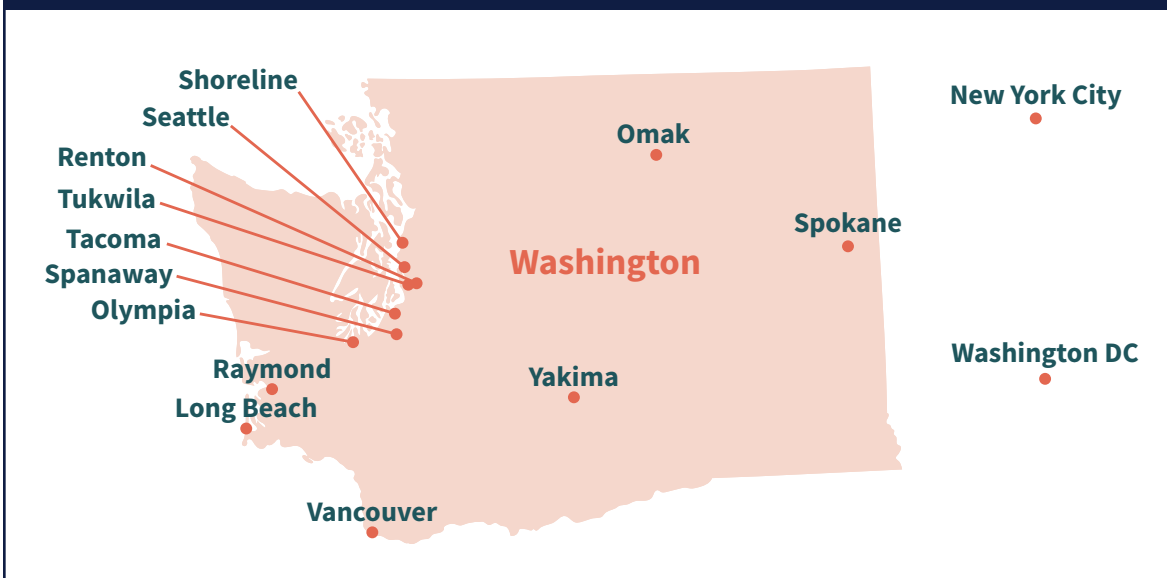 Shoreline
Seattle
Renton
Tukwila
Tacoma
Spanaway
Olympia
Raymond
Long Beach
Vancouver
Omak
Spokane
Washington
Yakima
New York City
Washington DC